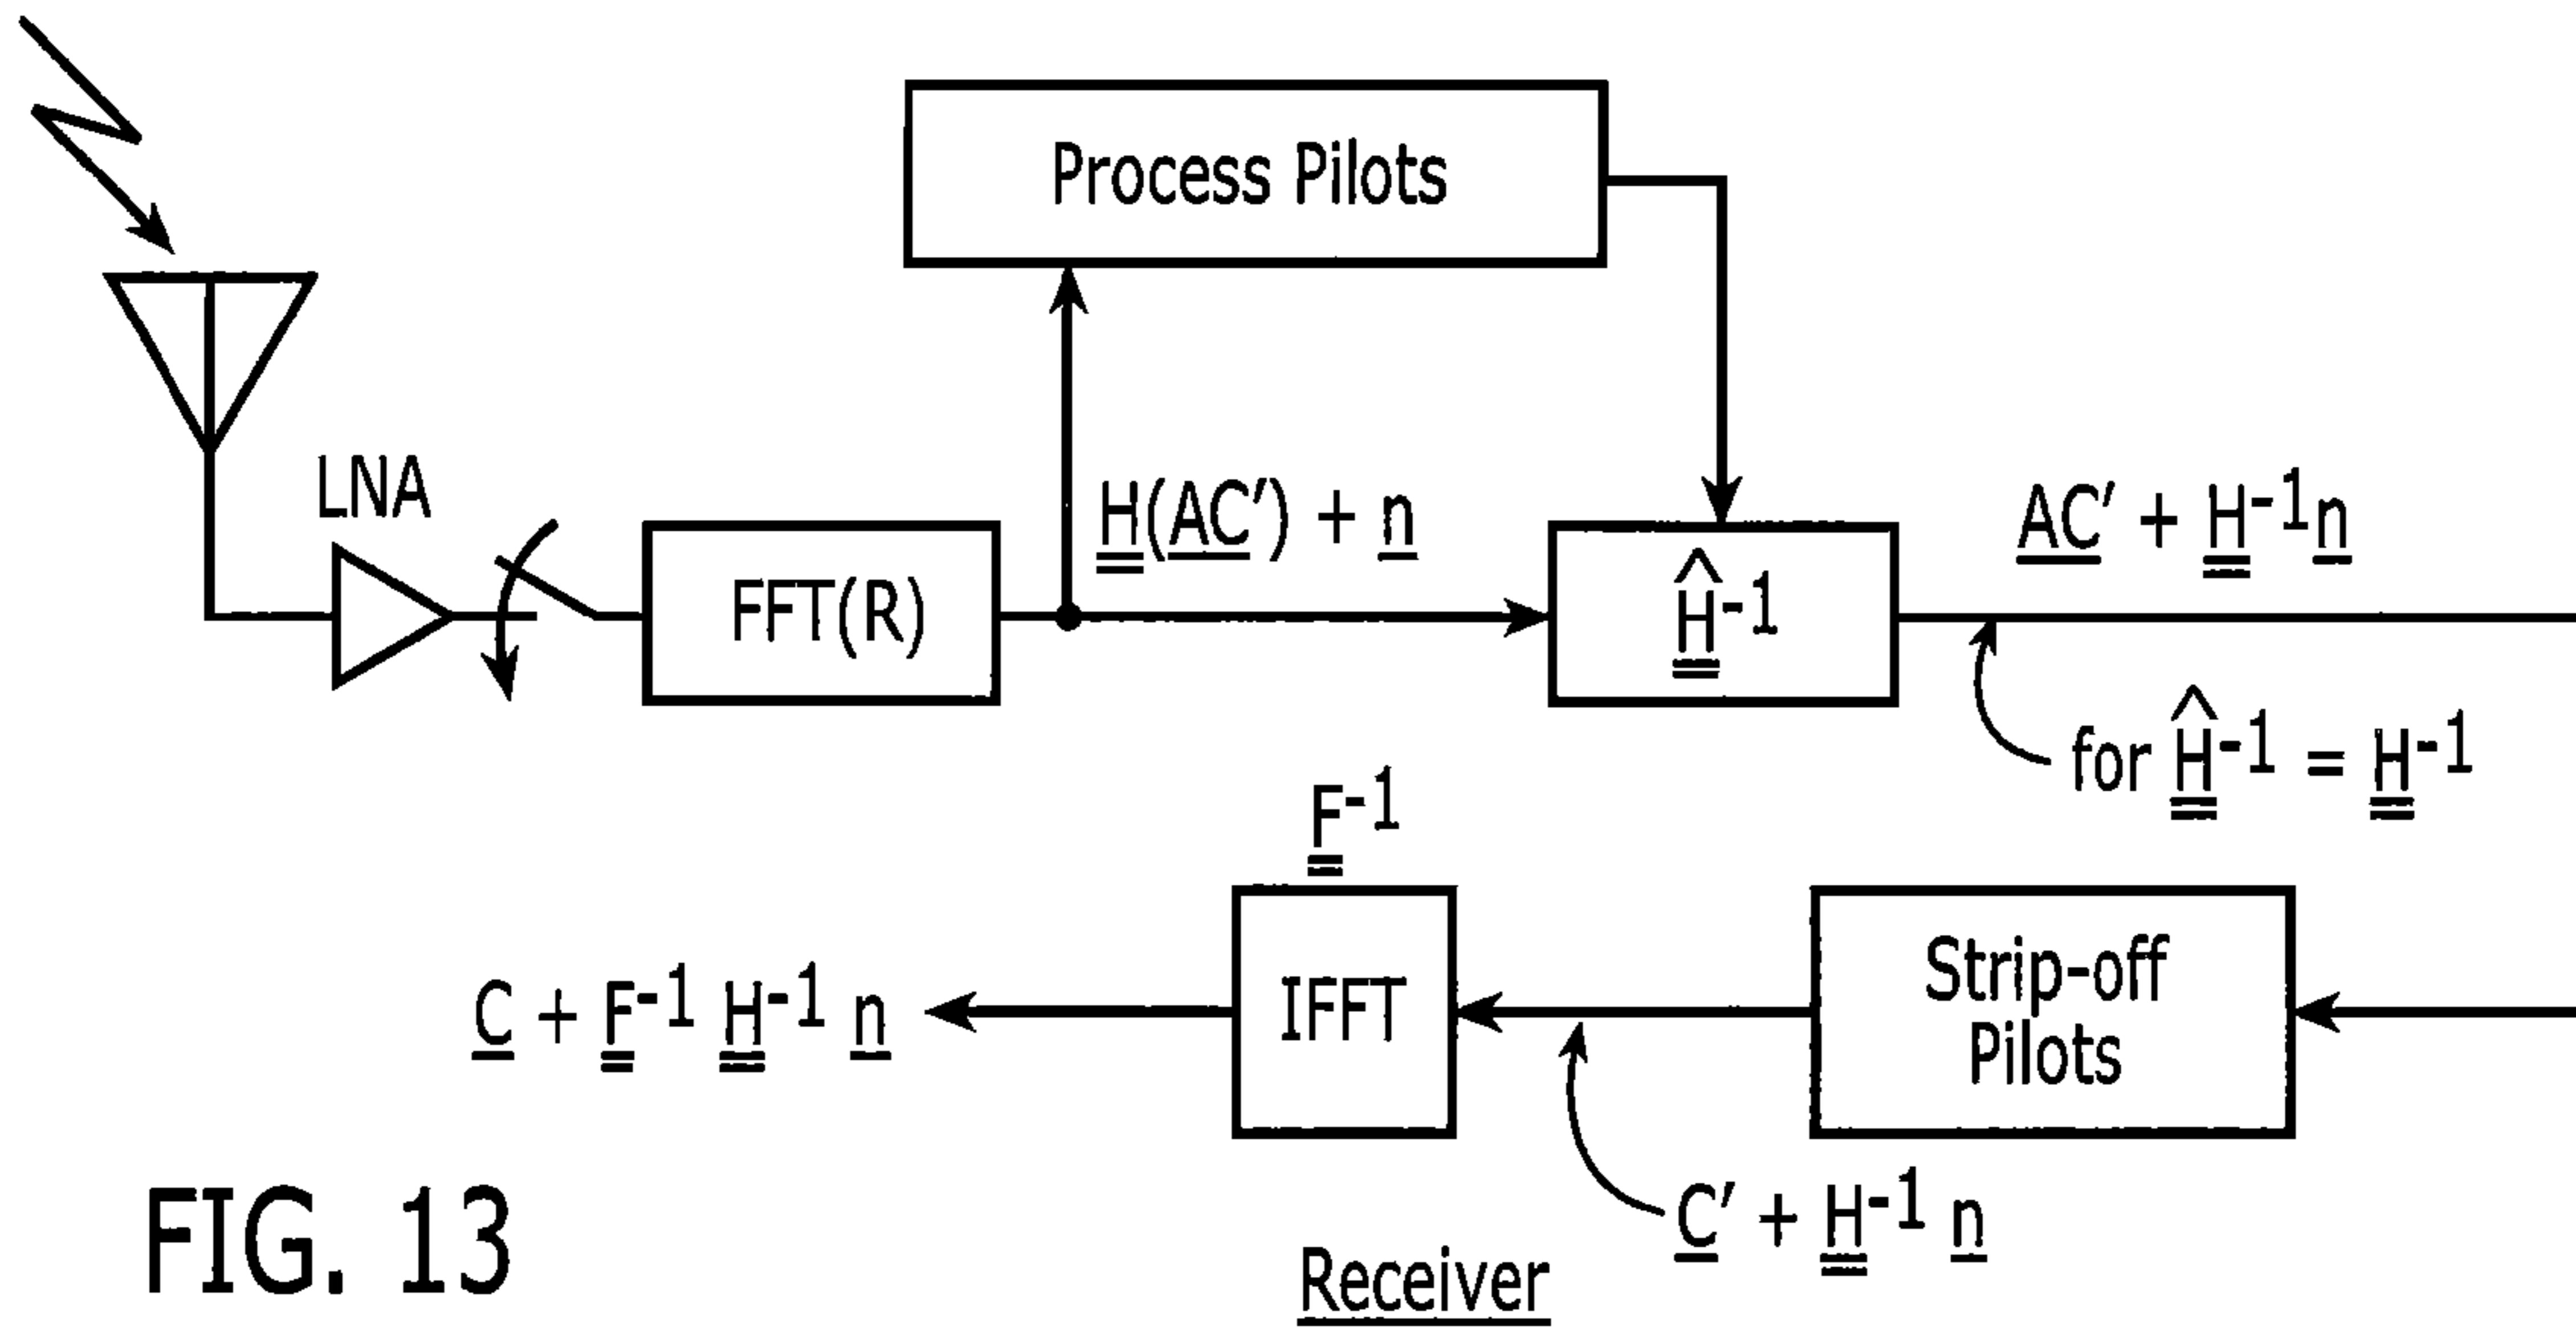 Process Pilots
LNA
FFT(R)
H(AC') + n
Ĥ⁻¹
AC' + H⁻¹n
for Ĥ⁻¹ = H⁻¹
F⁻¹
C + F⁻¹ H⁻¹ n
IFFT
Strip-off
Pilots
C' + H⁻¹ n
FIG. 13
Receiver